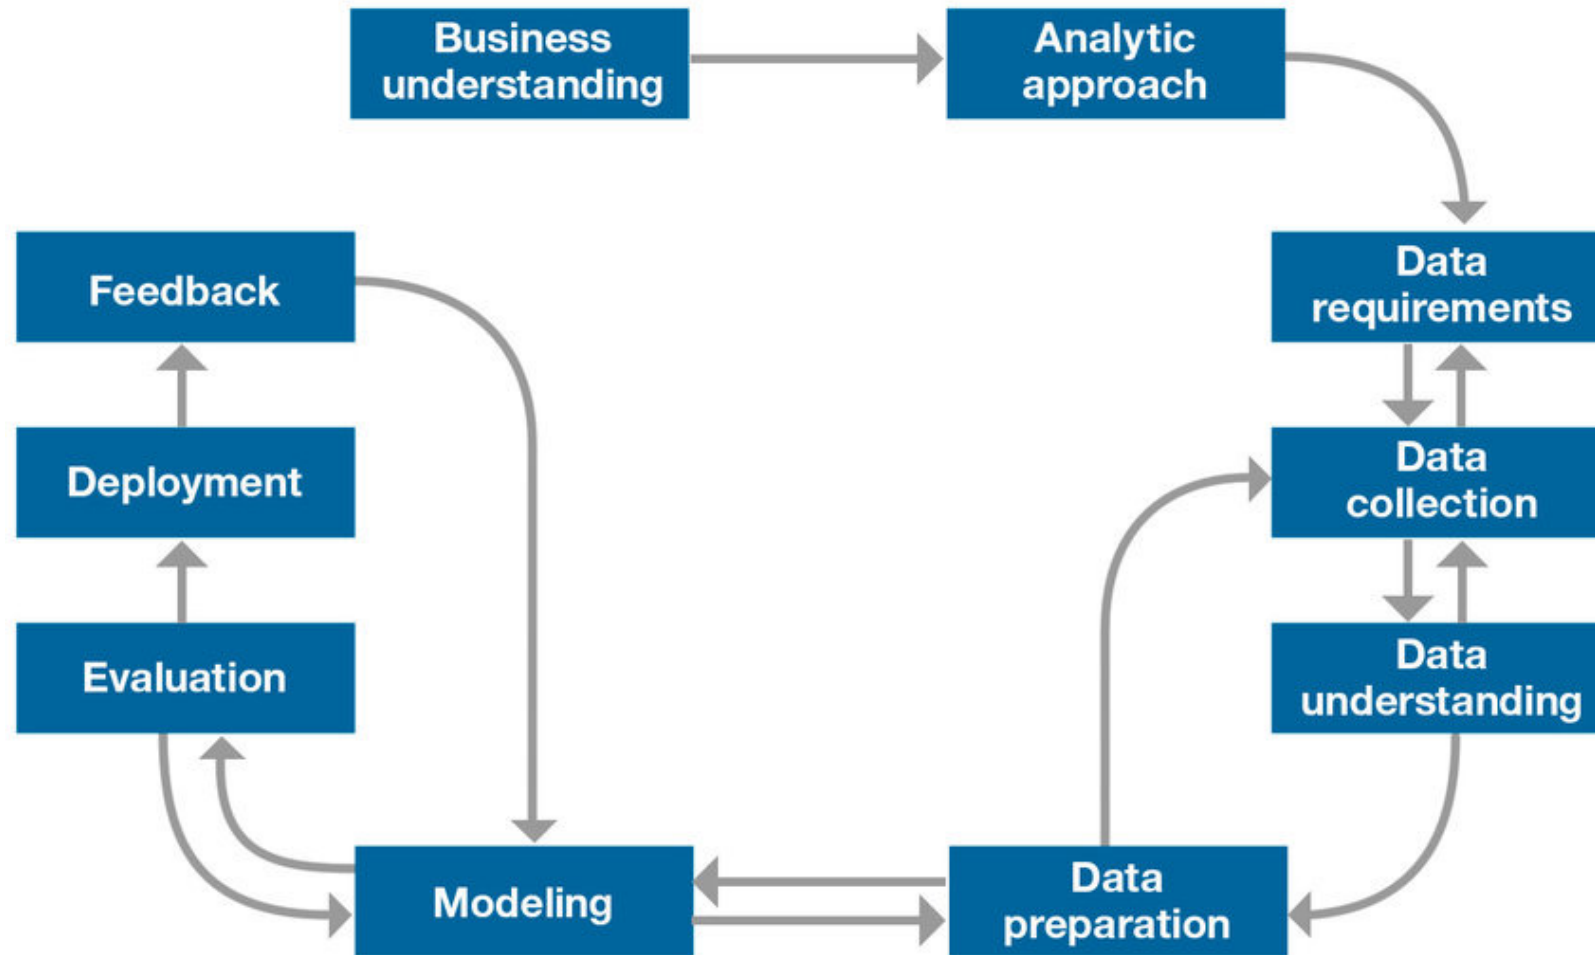 Business
understanding
Analytic
approach
Data
requirements
Data
collection
Data
understanding
Data
preparation
Modeling
Evaluation
Deployment
Feedback